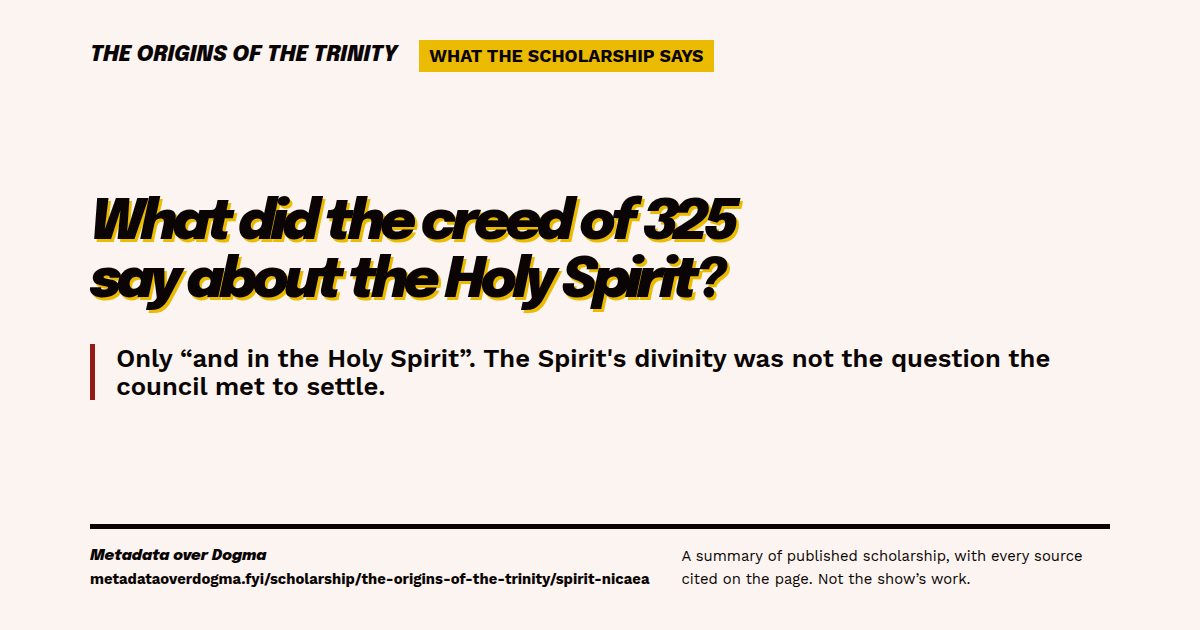 THE ORIGINS OF THE TRINITY
WHAT THE SCHOLARSHIP SAYS
What did the creed of 325
say about the Holy Spirit?
Only “and in the Holy Spirit”. The Spirit's divinity was not the question the
council met to settle.
Metadata over Dogma
metadataoverdogma.fyi/scholarship/the-origins-of-the-trinity/spirit-nicaea
A summary of published scholarship, with every source
cited on the page. Not the show’s work.